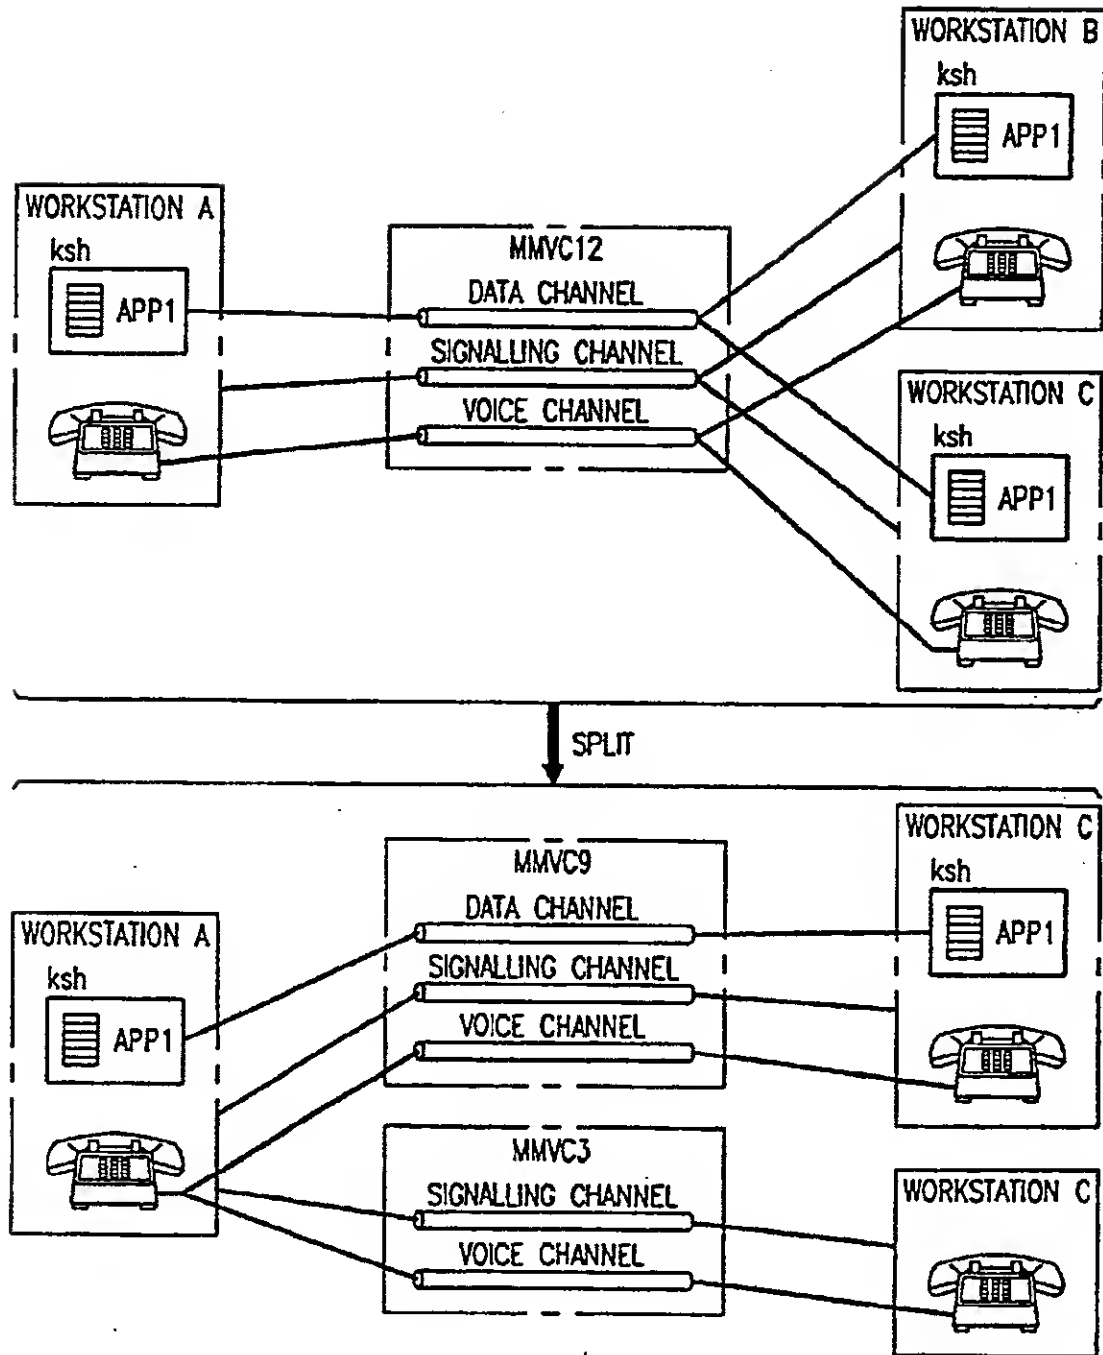 WORKSTATION B
ksh
APP1
WORKSTATION A
ksh
APP1
MMVC12
DATA CHANNEL
SIGNALLING CHANNEL
VOICE CHANNEL
WORKSTATION C
ksh
APP1
SPLIT
WORKSTATION C
ksh
APP1
MMVC9
DATA CHANNEL
SIGNALLING CHANNEL
VOICE CHANNEL
WORKSTATION A
ksh
APP1
MMVC3
SIGNALLING CHANNEL
VOICE CHANNEL
WORKSTATION C